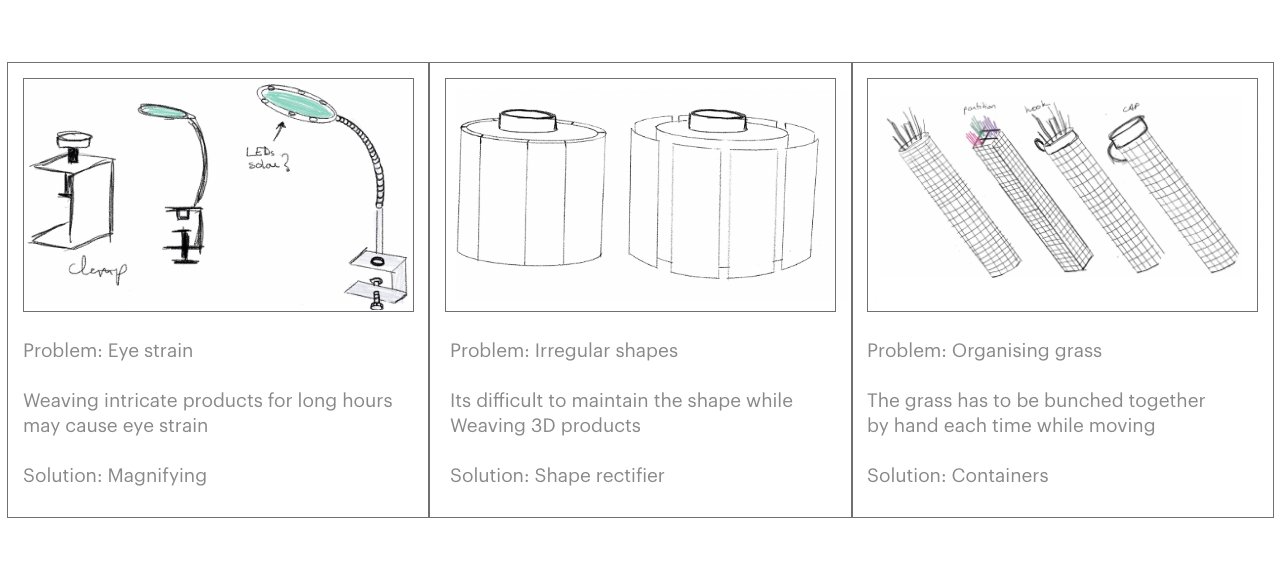 clamp
LEDs
solar?
Problem: Eye strain
Weaving intricate products for long hours
may cause eye strain
Solution: Magnifying
Problem: Irregular shapes
Its difficult to maintain the shape while
Weaving 3D products
Solution: Shape rectifier
partition
hook
CAP
Problem: Organising grass
The grass has to be bunched together
by hand each time while moving
Solution: Containers